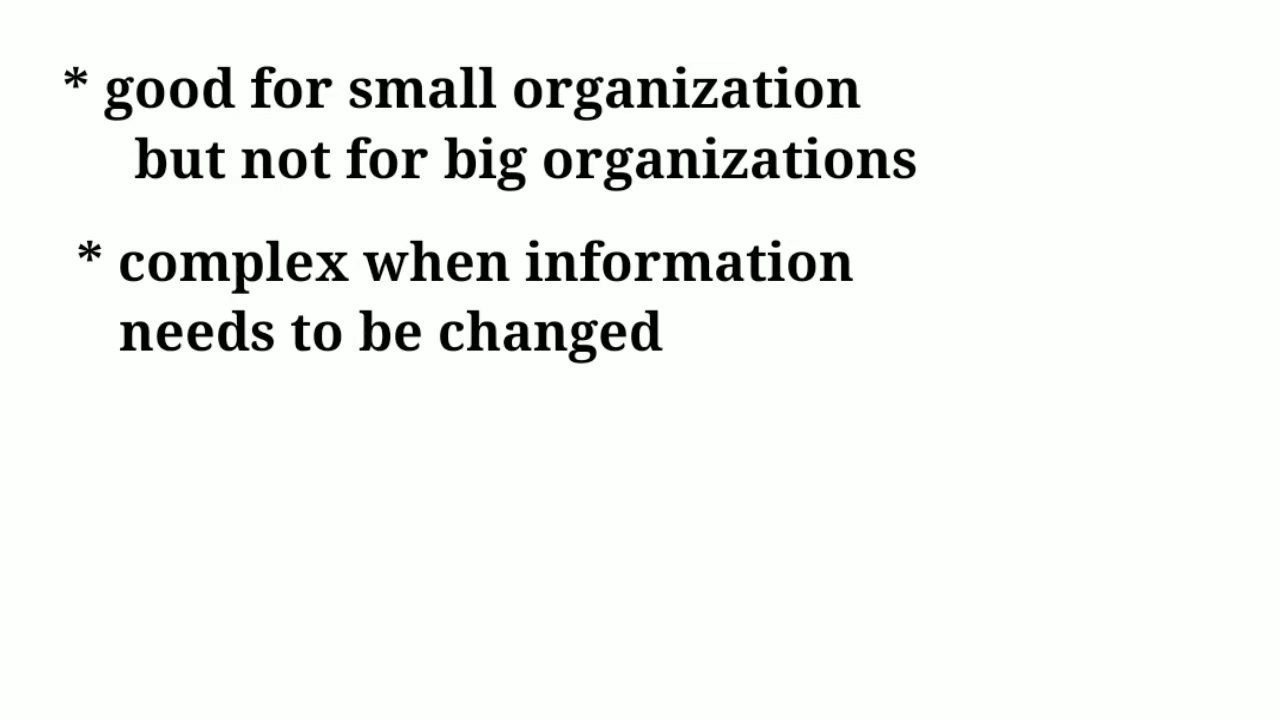 * good for small organization
but not for big organizations
* complex when information
needs to be changed